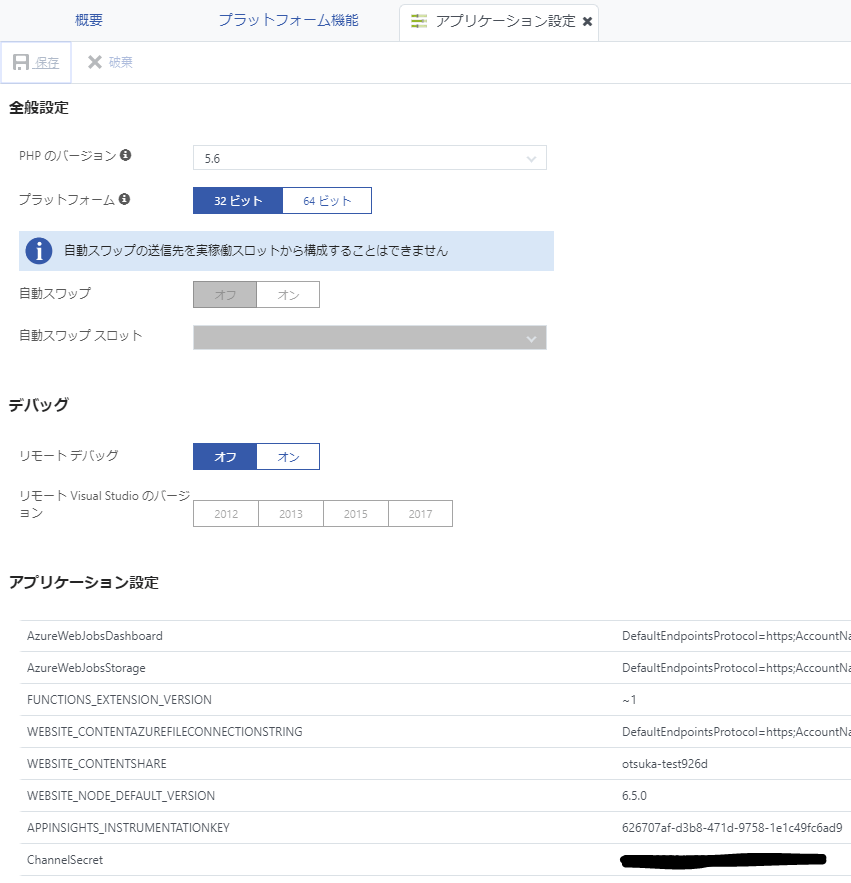 概要 プラットフォーム機能 アプリケーション設定
保存 破棄
全般設定
PHP のバージョン 5.6
プラットフォーム 32 ビット 64 ビット
自動スワップの送信先を実稼働スロットから構成することはできません
自動スワップ オフ オン
自動スワップ スロット
デバッグ
リモート デバッグ オフ オン
リモート Visual Studio のバージ
ョン
2012 2013 2015 2017
アプリケーション設定
AzureWebJobsDashboard DefaultEndpointsProtocol=https;AccountNa
AzureWebJobsStorage DefaultEndpointsProtocol=https;AccountNa
FUNCTIONS_EXTENSION_VERSION ~1
WEBSITE_CONTENTAZUREFILECONNECTIONSTRING DefaultEndpointsProtocol=https;AccountNa
WEBSITE_CONTENTSHARE otsuka-test926d
WEBSITE_NODE_DEFAULT_VERSION 6.5.0
APPINSIGHTS_INSTRUMENTATIONKEY 626707af-d3b8-471d-9758-1e1c49fc6ad9
ChannelSecret